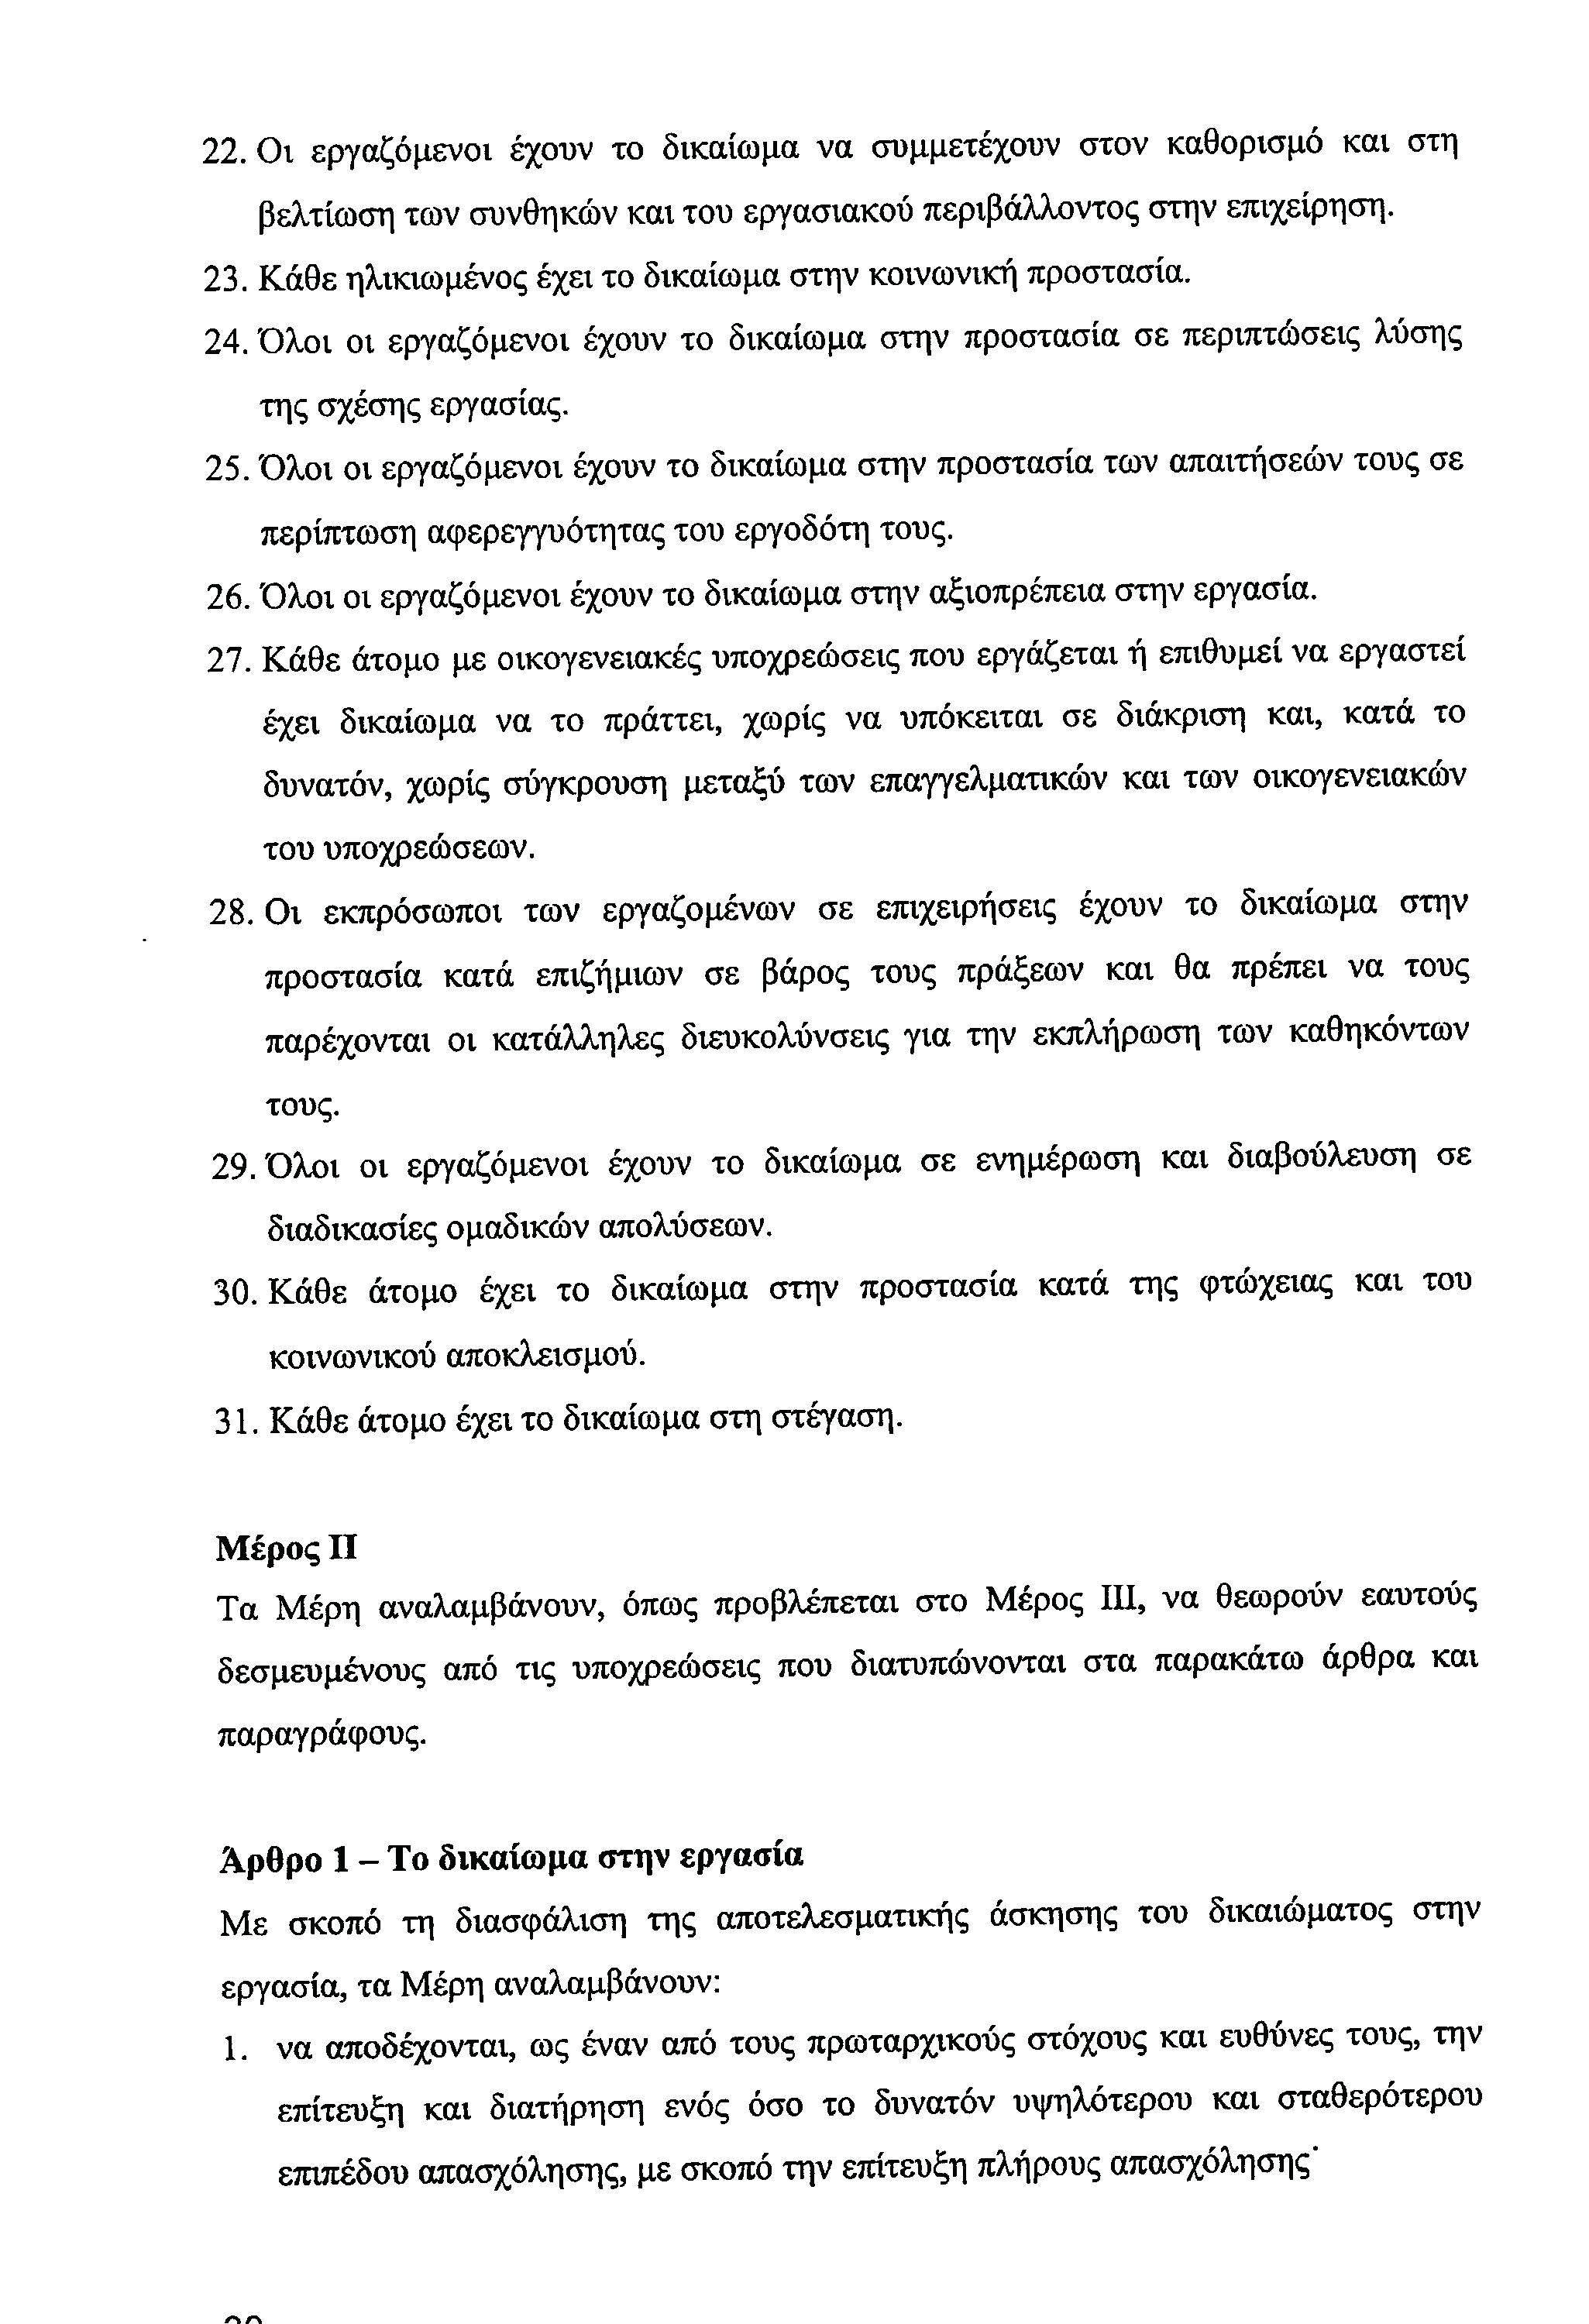 22. Οι εργαζόμενοι έχουν το δικαίωμα να συμμετέχουν στον καθορισμό και στη
βελτίωση των συνθηκών και του εργασιακού περιβάλλοντος στην επιχείρηση.
23. Κάθε ηλικιωμένος έχει το δικαίωμα στην κοινωνική προστασία.
24. Όλοι οι εργαζόμενοι έχουν το δικαίωμα στην προστασία σε περιπτώσεις λύσης
της σχέσης εργασίας.
25. Όλοι οι εργαζόμενοι έχουν το δικαίωμα στην προστασία των απαιτήσεών τους σε
περίπτωση αφερεγγυότητας του εργοδότη τους.
26. Όλοι οι εργαζόμενοι έχουν το δικαίωμα στην αξιοπρέπεια στην εργασία.
27. Κάθε άτομο με οικογενειακές υποχρεώσεις που εργάζεται ή επιθυμεί να εργαστεί
έχει δικαίωμα να το πράττει, χωρίς να υπόκειται σε διάκριση και, κατά το
δυνατόν, χωρίς σύγκρουση μεταξύ των επαγγελματικών και των οικογενειακών
του υποχρεώσεων.
28. Οι εκπρόσωποι των εργαζομένων σε επιχειρήσεις έχουν το δικαίωμα στην
προστασία κατά επιζήμιων σε βάρος τους πράξεων και θα πρέπει να τους
παρέχονται οι κατάλληλες διευκολύνσεις για την εκπλήρωση των καθηκόντων
τους.
29. Όλοι οι εργαζόμενοι έχουν το δικαίωμα σε ενημέρωση και διαβούλευση σε
διαδικασίες ομαδικών απολύσεων.
30. Κάθε άτομο έχει το δικαίωμα στην προστασία κατά της φτώχειας και του
κοινωνικού αποκλεισμού.
31. Κάθε άτομο έχει το δικαίωμα στη στέγαση.
Μέρος ΙΙ
Τα Μέρη αναλαμβάνουν, όπως προβλέπεται στο Μέρος ΙΙΙ, να θεωρούν εαυτούς
δεσμευμένους από τις υποχρεώσεις που διατυπώνονται στα παρακάτω άρθρα και
παραγράφους.
Άρθρο 1 – Το δικαίωμα στην εργασία
Με σκοπό τη διασφάλιση της αποτελεσματικής άσκησης του δικαιώματος στην
εργασία, τα Μέρη αναλαμβάνουν:
1. να αποδέχονται, ως έναν από τους πρωταρχικούς στόχους και ευθύνες τους, την
επίτευξη και διατήρηση ενός όσο το δυνατόν υψηλότερου και σταθερότερου
επιπέδου απασχόλησης, με σκοπό την επίτευξη πλήρους απασχόλησης·